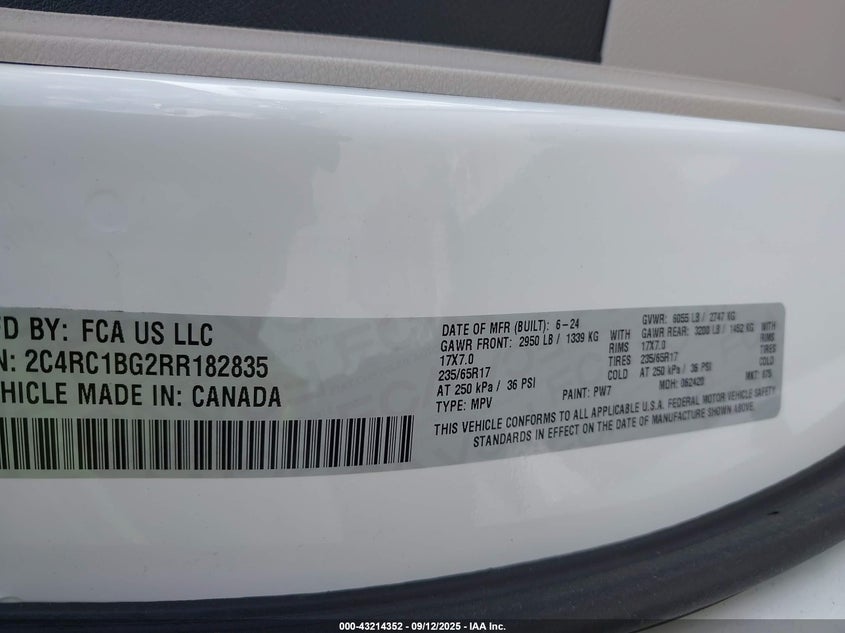 FD BY: FCA US LLC
N: 2C4RC1BG2RR182835
EHICLE MADE IN: CANADA
DATE OF MFR (BUILT): 6-24
GAWR FRONT: 2950 LB / 1339 KG WITH
17X7.0 RIMS
235/65R17 TIRES
AT 250 kPa / 36 PSI COLD
TYPE: MPV PAINT: PW7
GVWR: 6055 LB / 2747 KG
GAWR REAR: 3200 LB / 1452 KG WITH
17X7.0 RIMS
235/65R17 TIRES
AT 250 kPa / 36 PSI COLD
MDH: 062420 MKT: 675
THIS VEHICLE CONFORMS TO ALL APPLICABLE U.S.A. FEDERAL MOTOR VEHICLE SAFETY
STANDARDS IN EFFECT ON THE DATE OF MANUFACTURE SHOWN ABOVE.
000-43214352 - 09/12/2025 - IAA Inc.